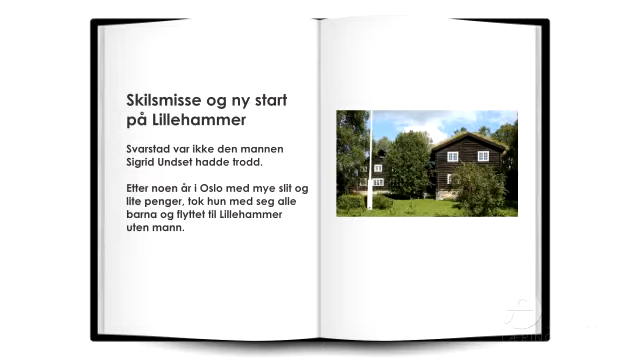 Skilsmisse og ny start
på Lillehammer
Svarstad var ikke den mannen
Sigrid Undset hadde trodd.
Etter noen år i Oslo med mye slit og
lite penger, tok hun med seg alle
barna og flyttet til Lillehammer
uten mann.